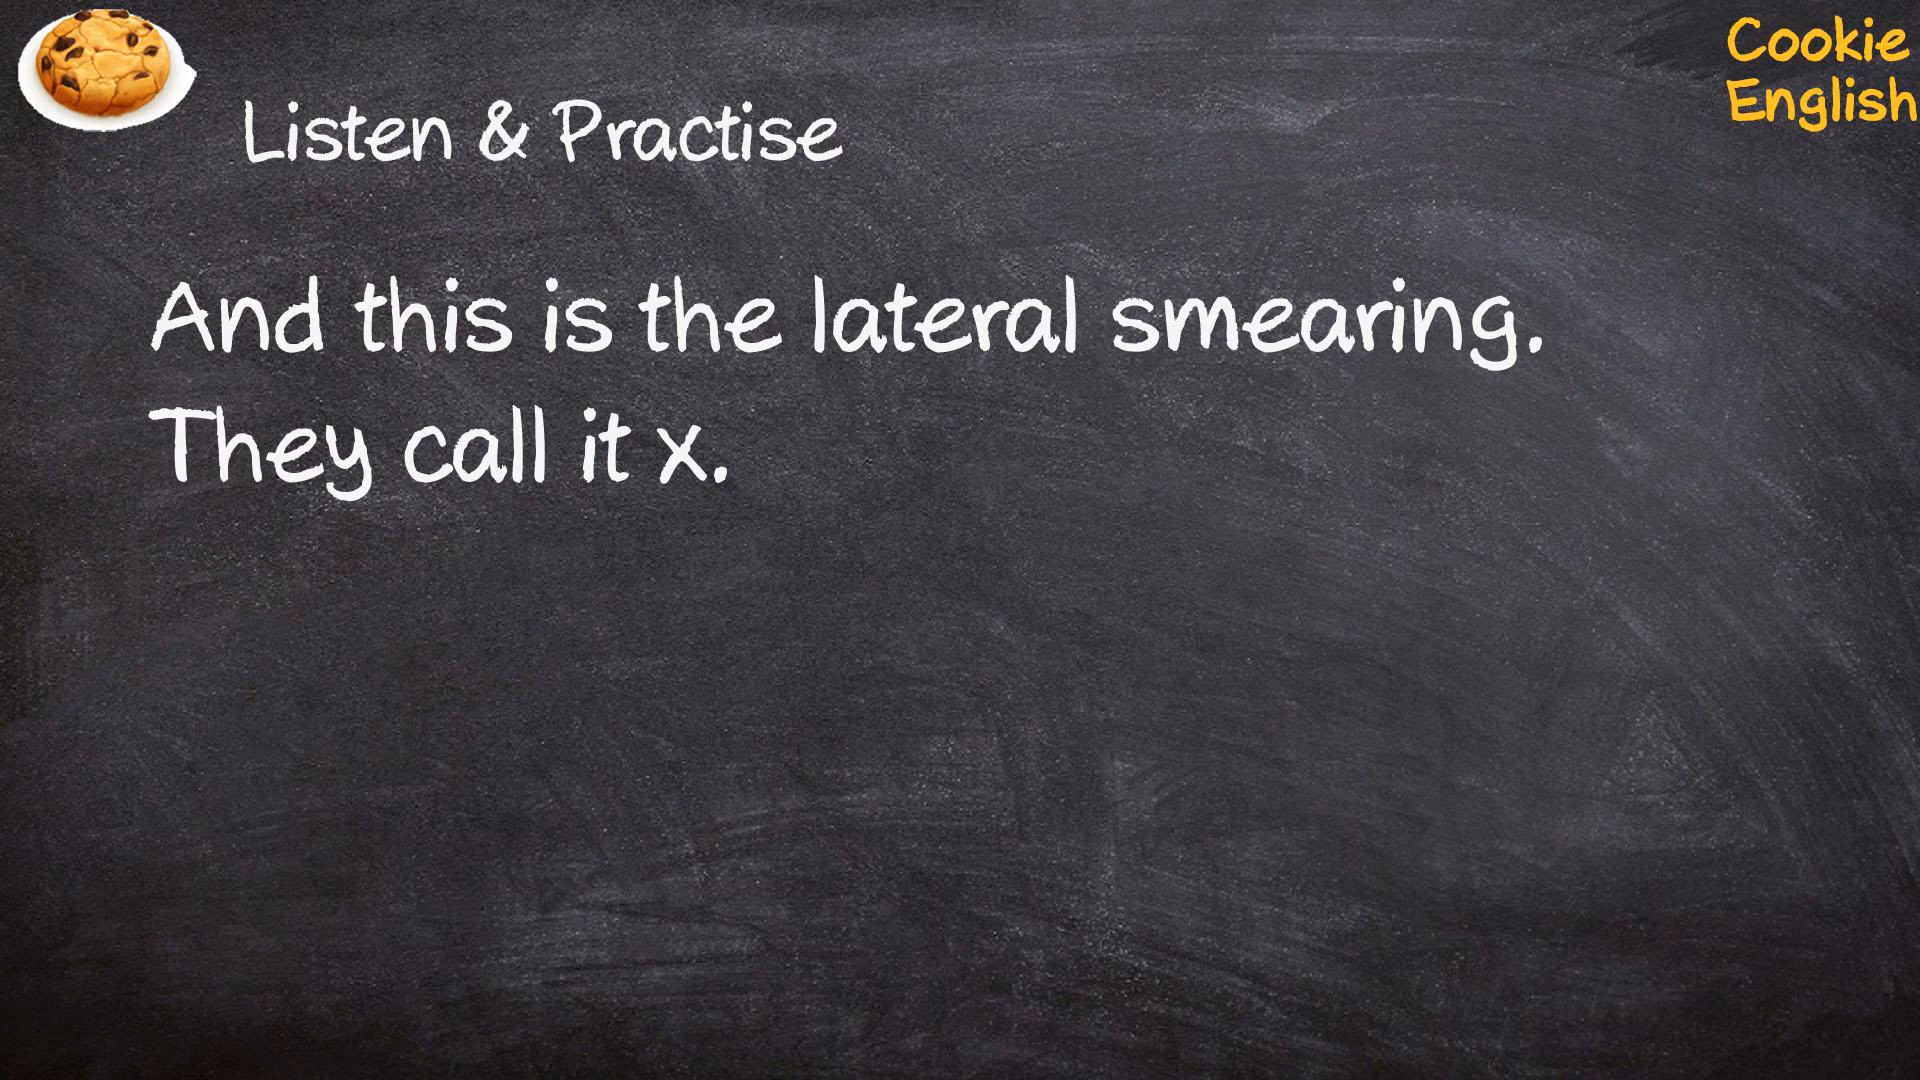 Cookie
English
Listen & Practise
And this is the lateral smearing.
They call it x.